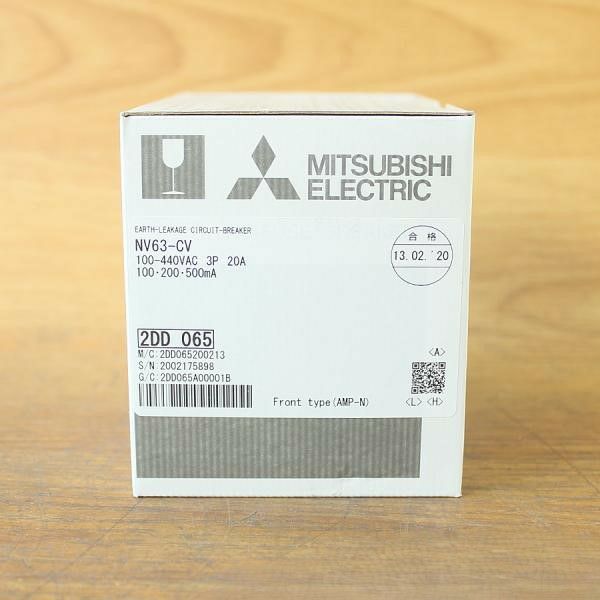 MITSUBISHI
ELECTRIC
EARTH-LEAKAGE CIRCUIT-BREAKER
NV63-CV
100-440VAC 3P 20A
100・200・500mA
合格
13.02.'20
2DD 065
M/C:2DD065200213
S/N:2002175898
G/C:2DD065A00001B
Front type(AMP-N)
<A>
<L> <H>